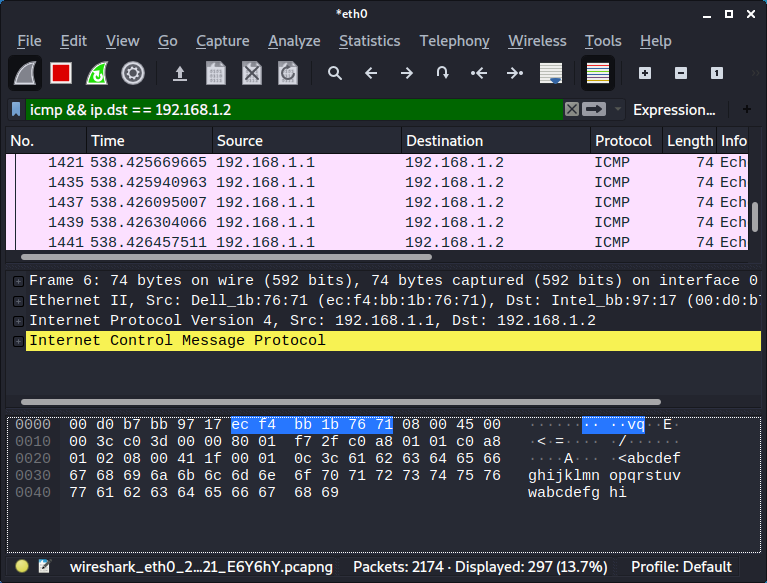 *eth0
File Edit View Go Capture Analyze Statistics Telephony Wireless Tools Help
icmp && ip.dst == 192.168.1.2 Expression... +
No. Time Source Destination Protocol Length Info
1421 538.425669665 192.168.1.1 192.168.1.2 ICMP 74 Ech
1435 538.425940963 192.168.1.1 192.168.1.2 ICMP 74 Ech
1437 538.426095007 192.168.1.1 192.168.1.2 ICMP 74 Ech
1439 538.426304066 192.168.1.1 192.168.1.2 ICMP 74 Ech
1441 538.426457511 192.168.1.1 192.168.1.2 ICMP 74 Ech
Frame 6: 74 bytes on wire (592 bits), 74 bytes captured (592 bits) on interface 0
Ethernet II, Src: Dell_1b:76:71 (ec:f4:bb:1b:76:71), Dst: Intel_bb:97:17 (00:d0:b7
Internet Protocol Version 4, Src: 192.168.1.1, Dst: 192.168.1.2
Internet Control Message Protocol
0000 00 d0 b7 bb 97 17 ec f4 bb 1b 76 71 08 00 45 00 ········ ··vq··E·
0010 00 3c c0 3d 00 00 80 01 f7 2f c0 a8 01 01 c0 a8 ·<·=···· ·/······
0020 01 02 08 00 41 1f 00 01 0c 3c 61 62 63 64 65 66 ····A··· ·<abcdef
0030 67 68 69 6a 6b 6c 6d 6e 6f 70 71 72 73 74 75 76 ghijklmn opqrstuv
0040 77 61 62 63 64 65 66 67 68 69 wabcdefg hi
wireshark_eth0_2...21_E6Y6hY.pcapng Packets: 2174 · Displayed: 297 (13.7%) Profile: Default